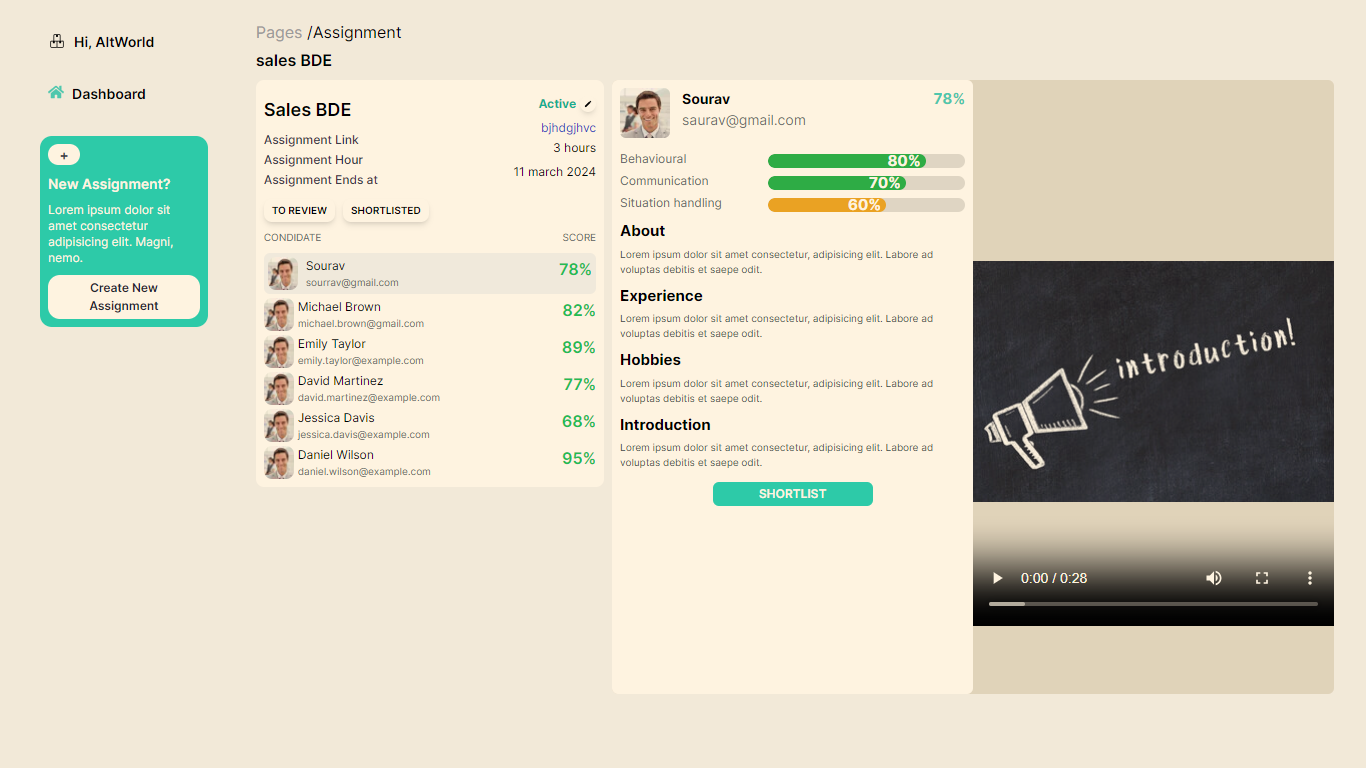 Hi, AltWorld
Dashboard
+
New Assignment?
Lorem ipsum dolor sit
amet consectetur
adipisicing elit. Magni,
nemo.
Create New
Assignment
Pages /Assignment
sales BDE
Sales BDE
Active
Assignment Link
bjhdgjhvc
Assignment Hour
3 hours
Assignment Ends at
11 march 2024
TO REVIEW
SHORTLISTED
CONDIDATE
SCORE
Sourav
78%
sourrav@gmail.com
Michael Brown
82%
michael.brown@gmail.com
Emily Taylor
89%
emily.taylor@example.com
David Martinez
77%
david.martinez@example.com
Jessica Davis
68%
jessica.davis@example.com
Daniel Wilson
95%
daniel.wilson@example.com
Sourav
78%
saurav@gmail.com
Behavioural
80%
Communication
70%
Situation handling
60%
About
Lorem ipsum dolor sit amet consectetur, adipisicing elit. Labore ad
voluptas debitis et saepe odit.
Experience
Lorem ipsum dolor sit amet consectetur, adipisicing elit. Labore ad
voluptas debitis et saepe odit.
Hobbies
Lorem ipsum dolor sit amet consectetur, adipisicing elit. Labore ad
voluptas debitis et saepe odit.
Introduction
Lorem ipsum dolor sit amet consectetur, adipisicing elit. Labore ad
voluptas debitis et saepe odit.
SHORTLIST
introduction!
0:00 / 0:28